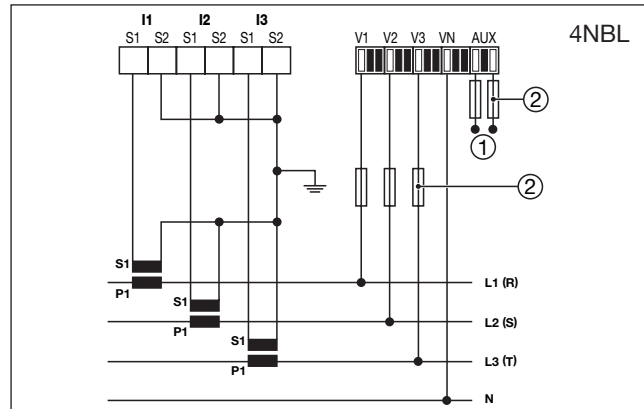 I1 I2 I3
S1 S2 S1 S2 S1 S2 V1 V2 V3 VN AUX
4NBL
2
1
2
S1
P1 L1 (R)
S1
P1 L2 (S)
S1
P1 L3 (T)
N